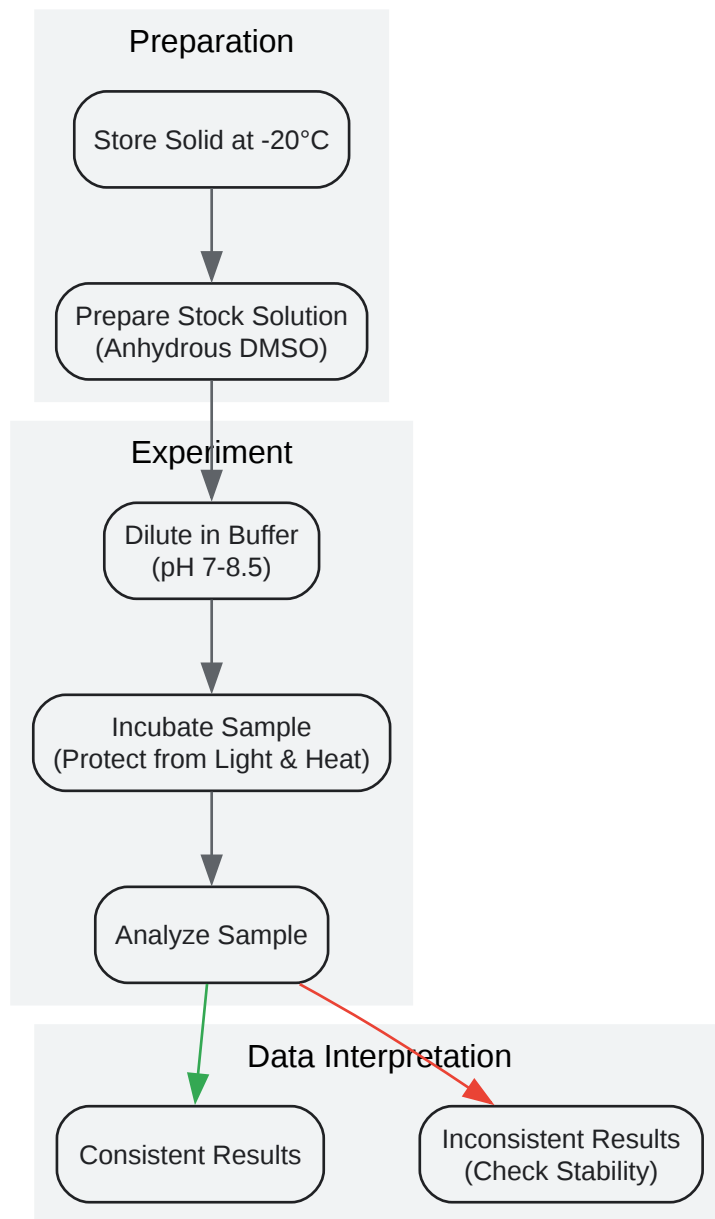 Preparation
Store Solid at -20°C
Prepare Stock Solution
(Anhydrous DMSO)
Experiment
Dilute in Buffer
(pH 7-8.5)
Incubate Sample
(Protect from Light & Heat)
Analyze Sample
Data Interpretation
Consistent Results
Inconsistent Results
(Check Stability)